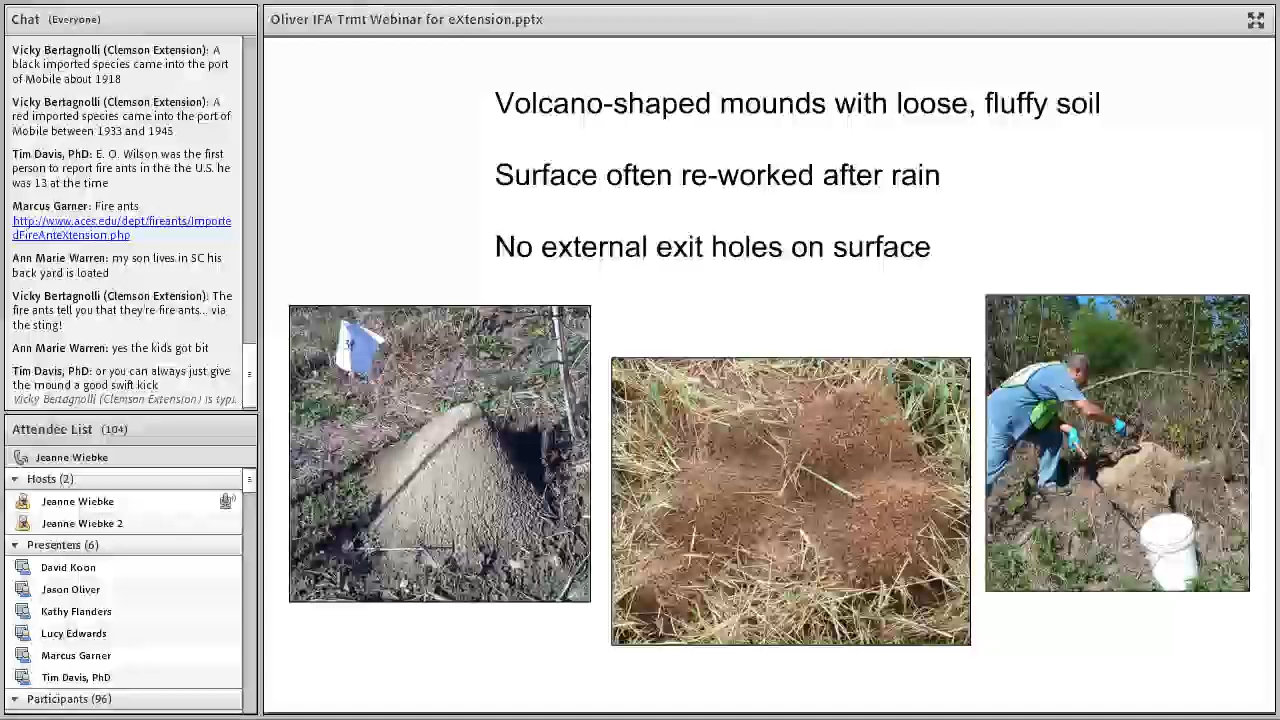 Chat (Everyone)
Vicky Bertagnolli (Clemson Extension): A
black imported species came into the port
of Mobile about 1918
Vicky Bertagnolli (Clemson Extension): A
red imported species came into the port of
Mobile between 1933 and 1945
Tim Davis, PhD: E. O. Wilson was the first
person to report fire ants in the the U.S. he
was 13 at the time
Marcus Garner: Fire ants
http://www.aces.edu/dept/fireants/Importe
dFireAnteXtension.php
Ann Marie Warren: my son lives in SC his
back yard is loated
Vicky Bertagnolli (Clemson Extension): The
fire ants tell you that they're fire ants... via
the sting!
Ann Marie Warren: yes the kids got bit
Tim Davis, PhD: or you can always just give
the mound a good swift kick
Vicky Bertagnolli (Clemson Extension) is typi
Attendee List (104)
Jeanne Wiebke
Hosts (2)
Jeanne Wiebke
Jeanne Wiebke 2
Presenters (6)
David Koon
Jason Oliver
Kathy Flanders
Lucy Edwards
Marcus Garner
Tim Davis, PhD
Participants (96)
Oliver IFA Trmt Webinar for eXtension.pptx
Volcano-shaped mounds with loose, fluffy soil
Surface often re-worked after rain
No external exit holes on surface